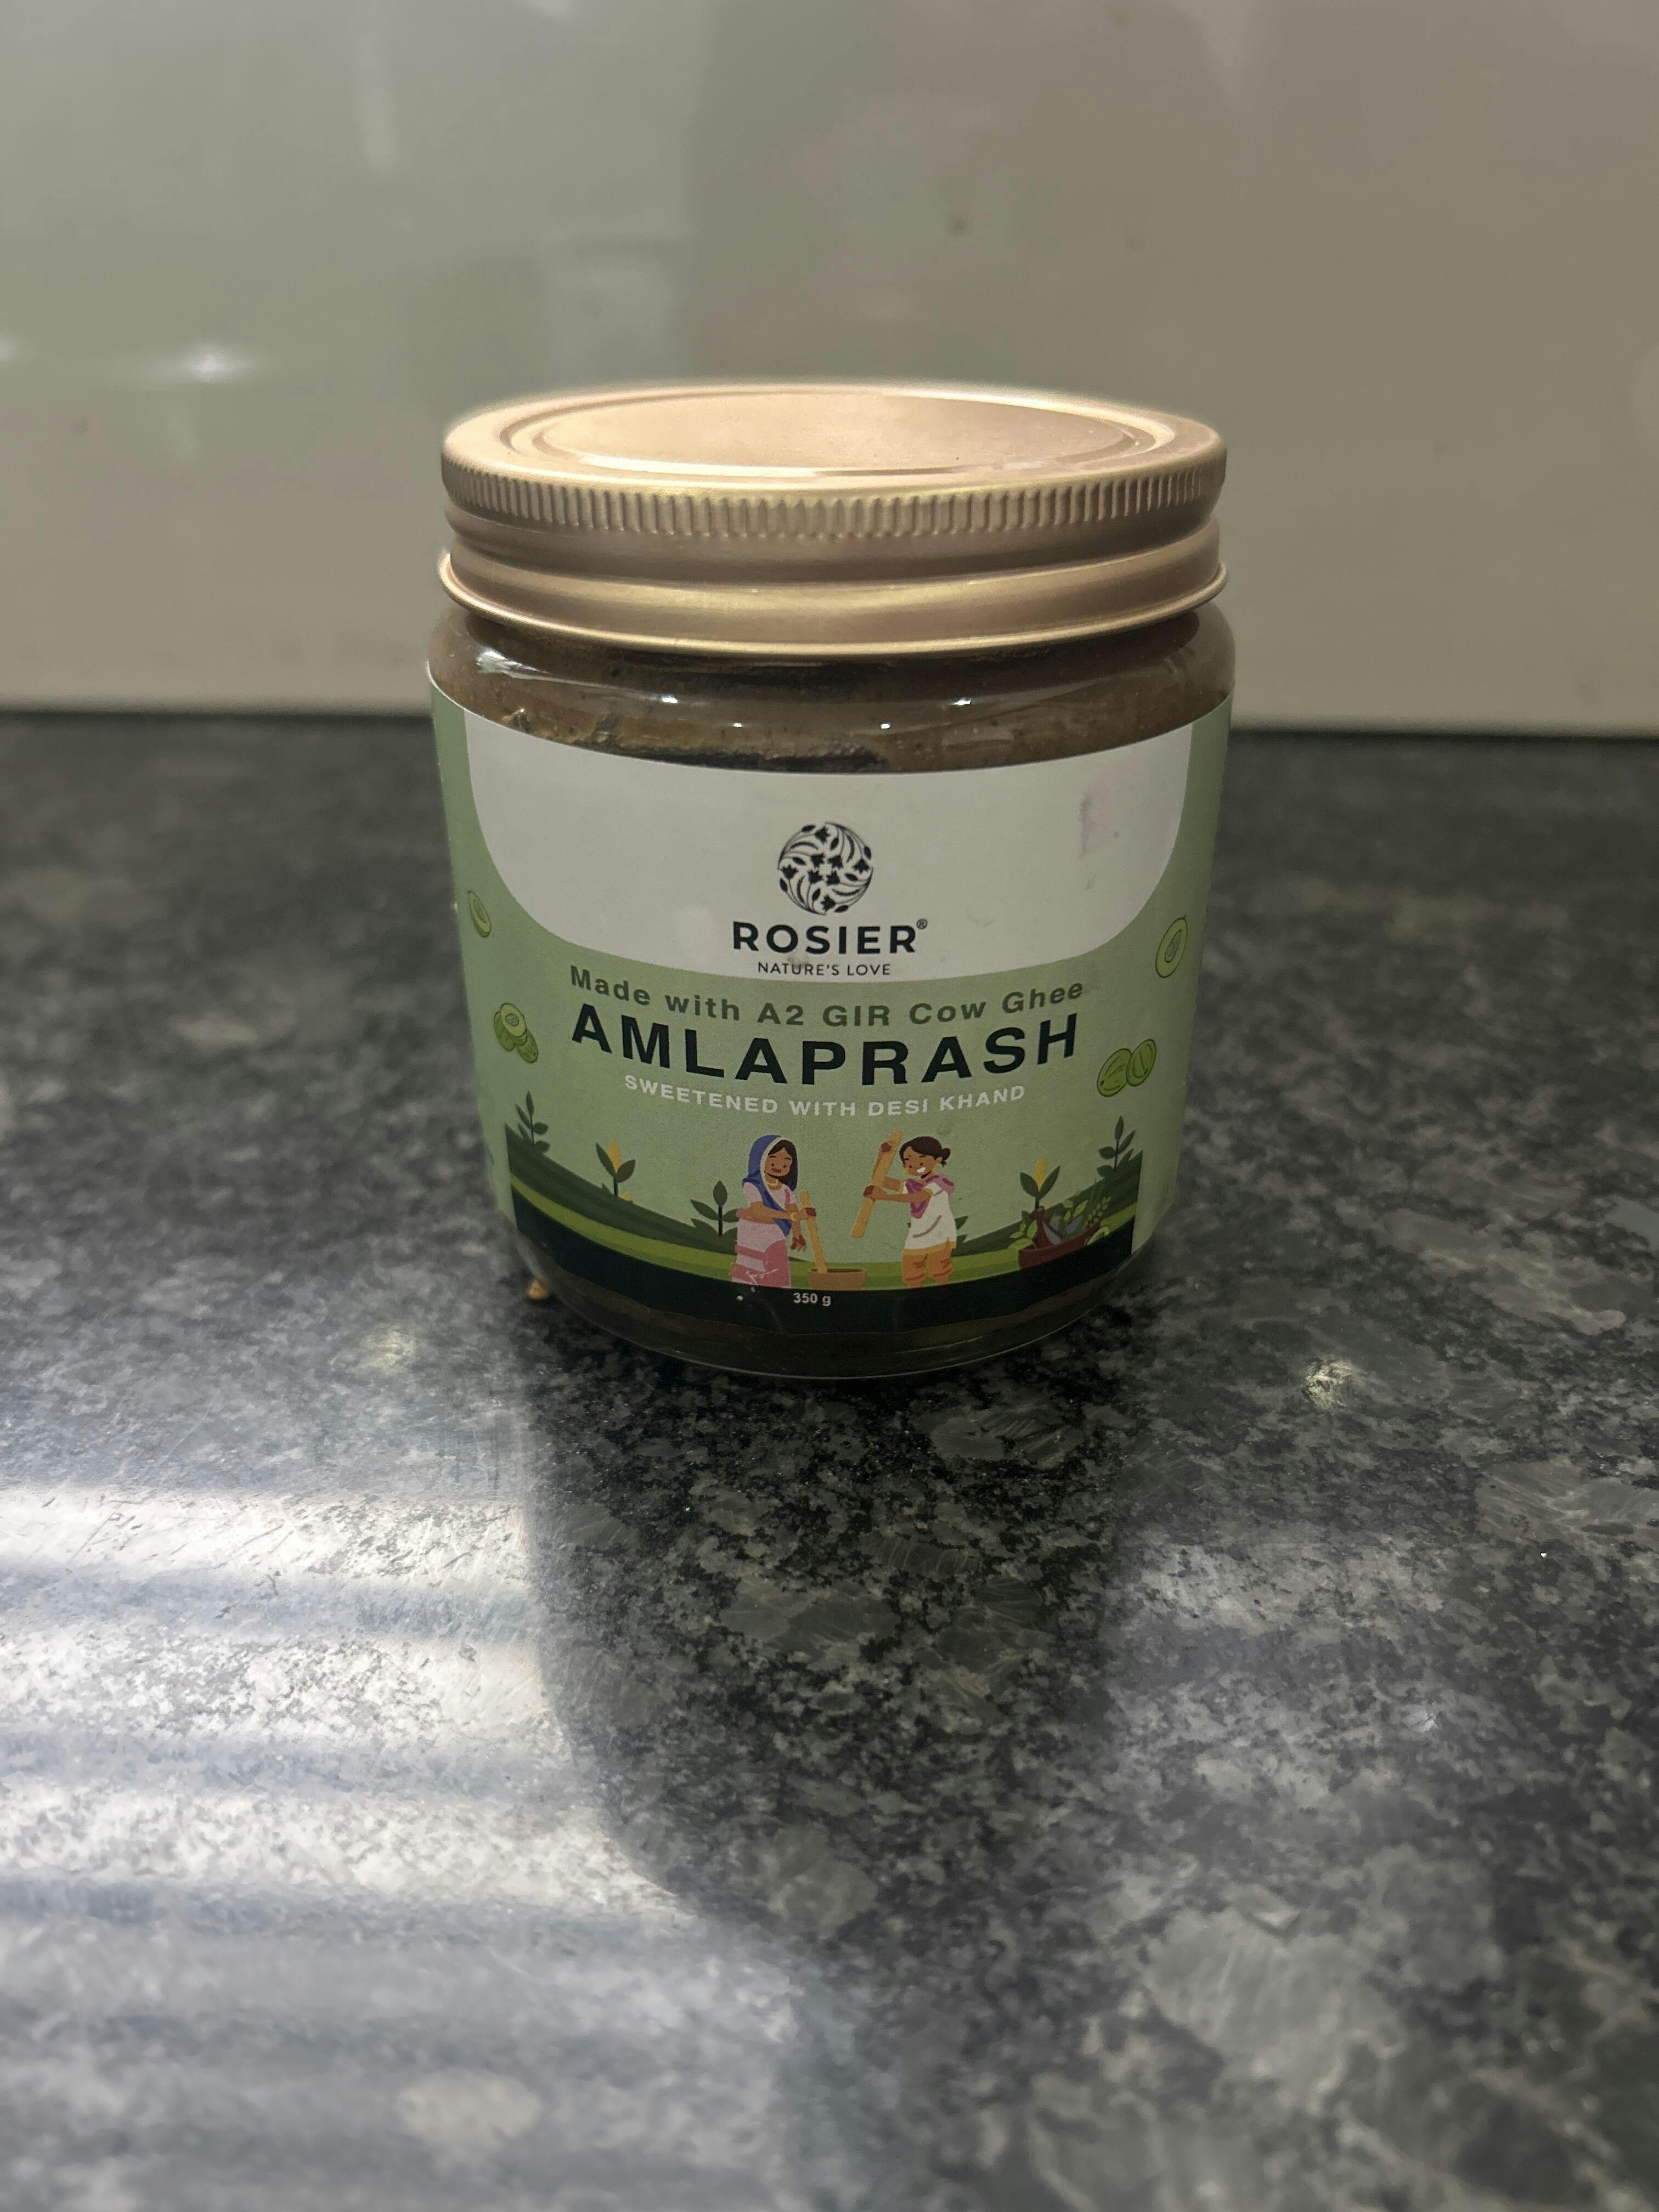 ROSIER®
NATURE'S LOVE
Made with A2 GIR Cow Ghee
AMLAPRASH
SWEETENED WITH DESI KHAND
350 g